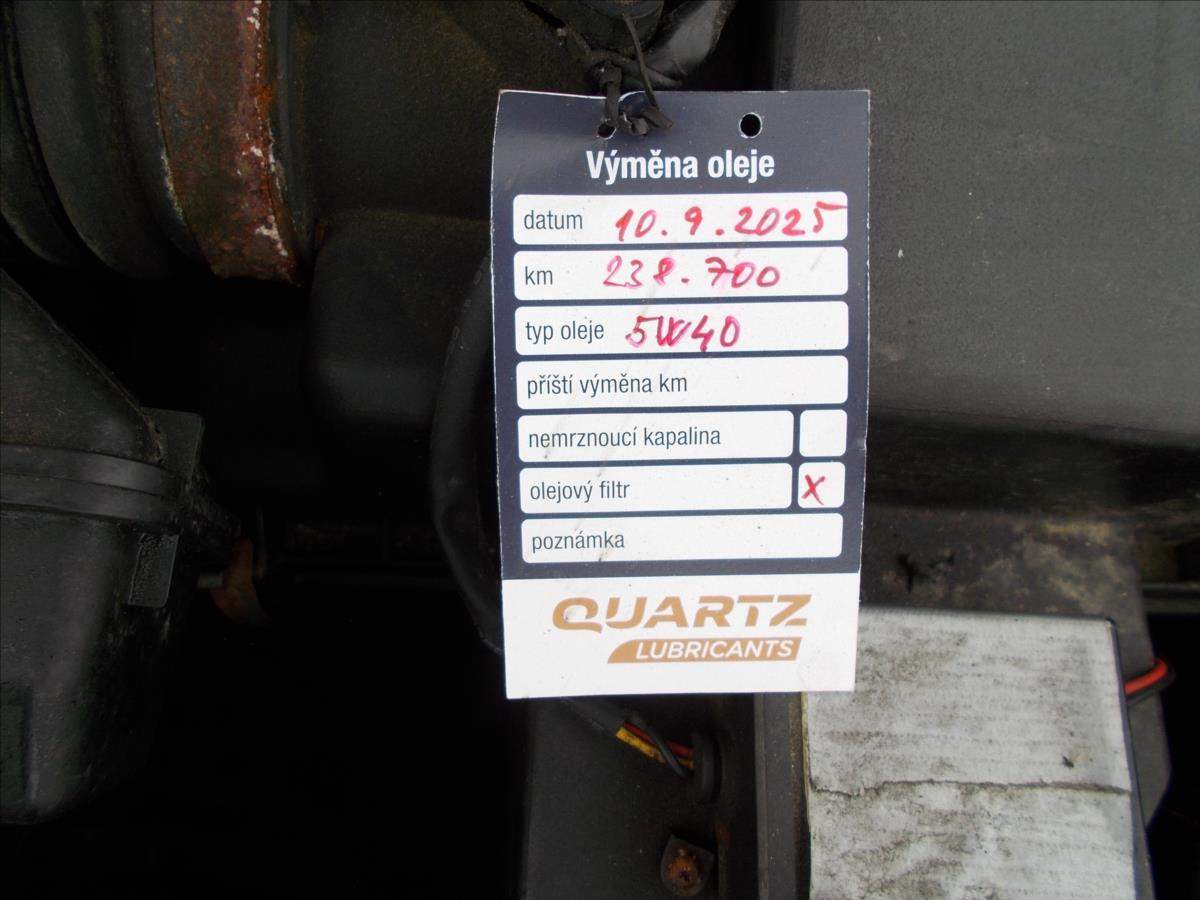 Výměna oleje
datum 10.9.2025
km 238.700
typ oleje 5W40
příští výměna km
nemrznoucí kapalina
olejový filtr X
poznámka
QUARTZ
LUBRICANTS